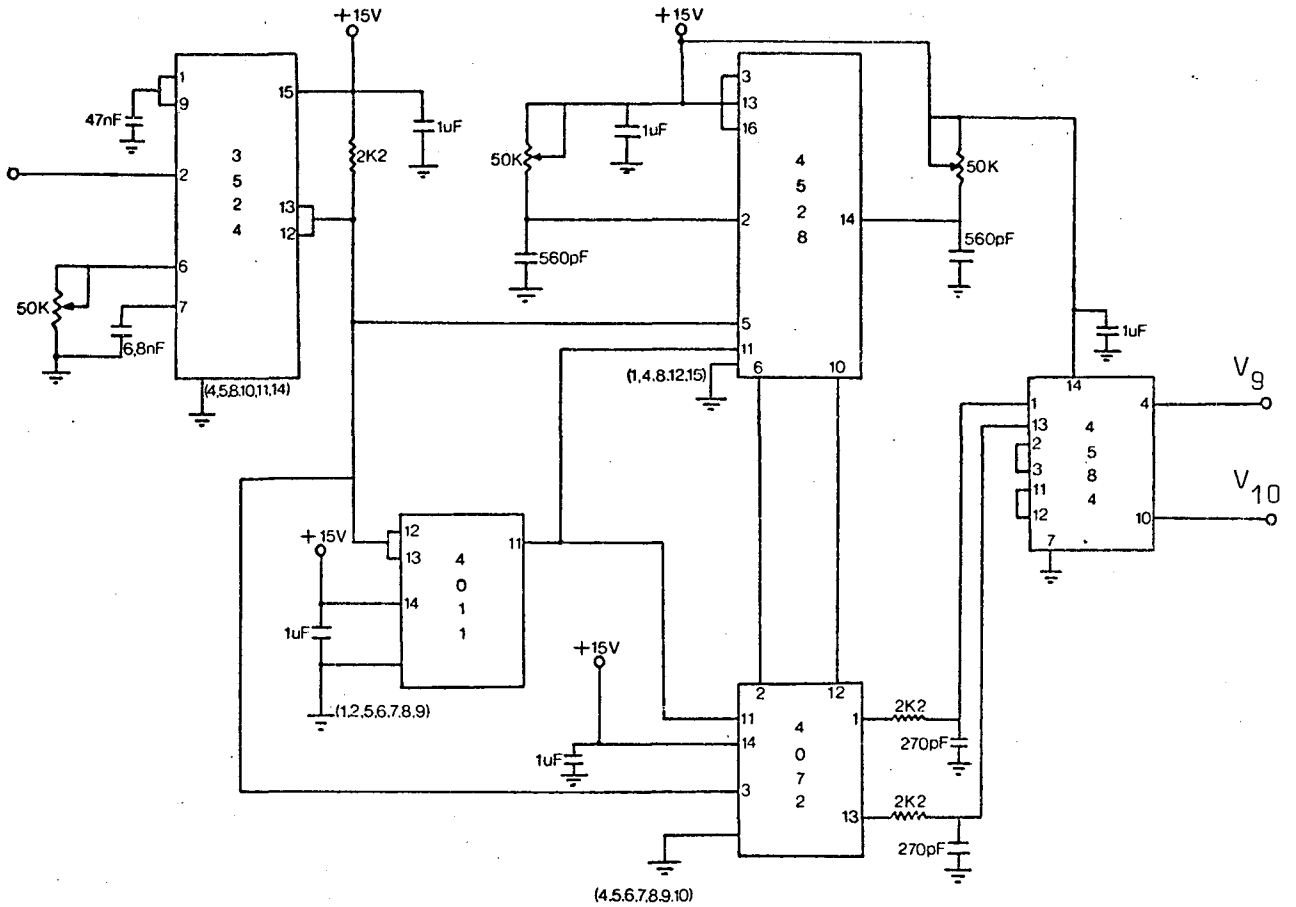 +15V
+15V
1
9
47nF
15
1uF
2K2
2
3
5
2
4
13
12
6
50K
7
6,8nF
(4,5,8.10,11,14)
3
13
16
1uF
50K
4
5
2
8
2
14
560pF
50K
560pF
5
11
(1,4.8.12,15)
6
10
1uF
14
1
13
2
3
11
12
4
5
8
4
4
10
7
V9
V10
+15V
12
13
14
4
0
1
1
11
1uF
(1,2,5,6,7,8,9)
+15V
1uF
2
12
11
14
3
4
0
7
2
1
13
2K2
270pF
2K2
270pF
(4.5.6.7,8.9.10)